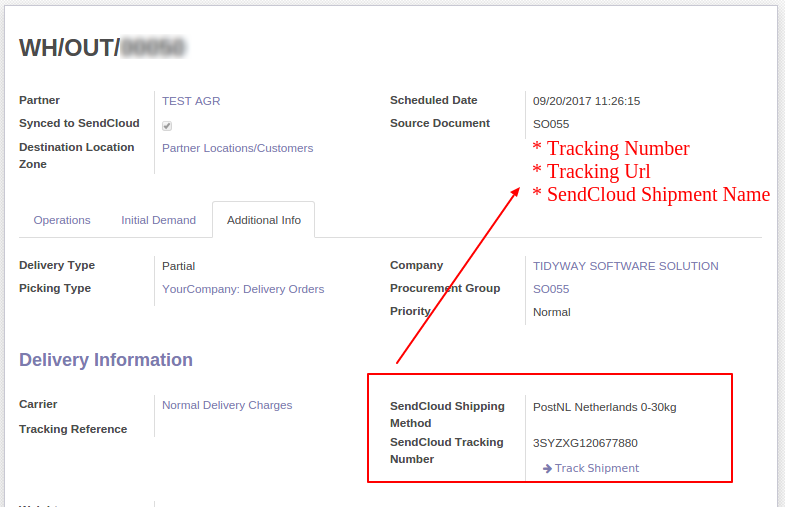 WH/OUT/
Partner TEST AGR Scheduled Date 09/20/2017 11:26:15
Synced to SendCloud Source Document SO055
Destination Location Partner Locations/Customers * Tracking Number
Zone * Tracking Url
* SendCloud Shipment Name
Operations Initial Demand Additional Info
Delivery Type Partial Company TIDYWAY SOFTWARE SOLUTION
Picking Type YourCompany: Delivery Orders Procurement Group SO055
Priority Normal
Delivery Information
Carrier Normal Delivery Charges SendCloud Shipping PostNL Netherlands 0-30kg
Method
Tracking Reference SendCloud Tracking 3SYZXG120677880
Number
Track Shipment